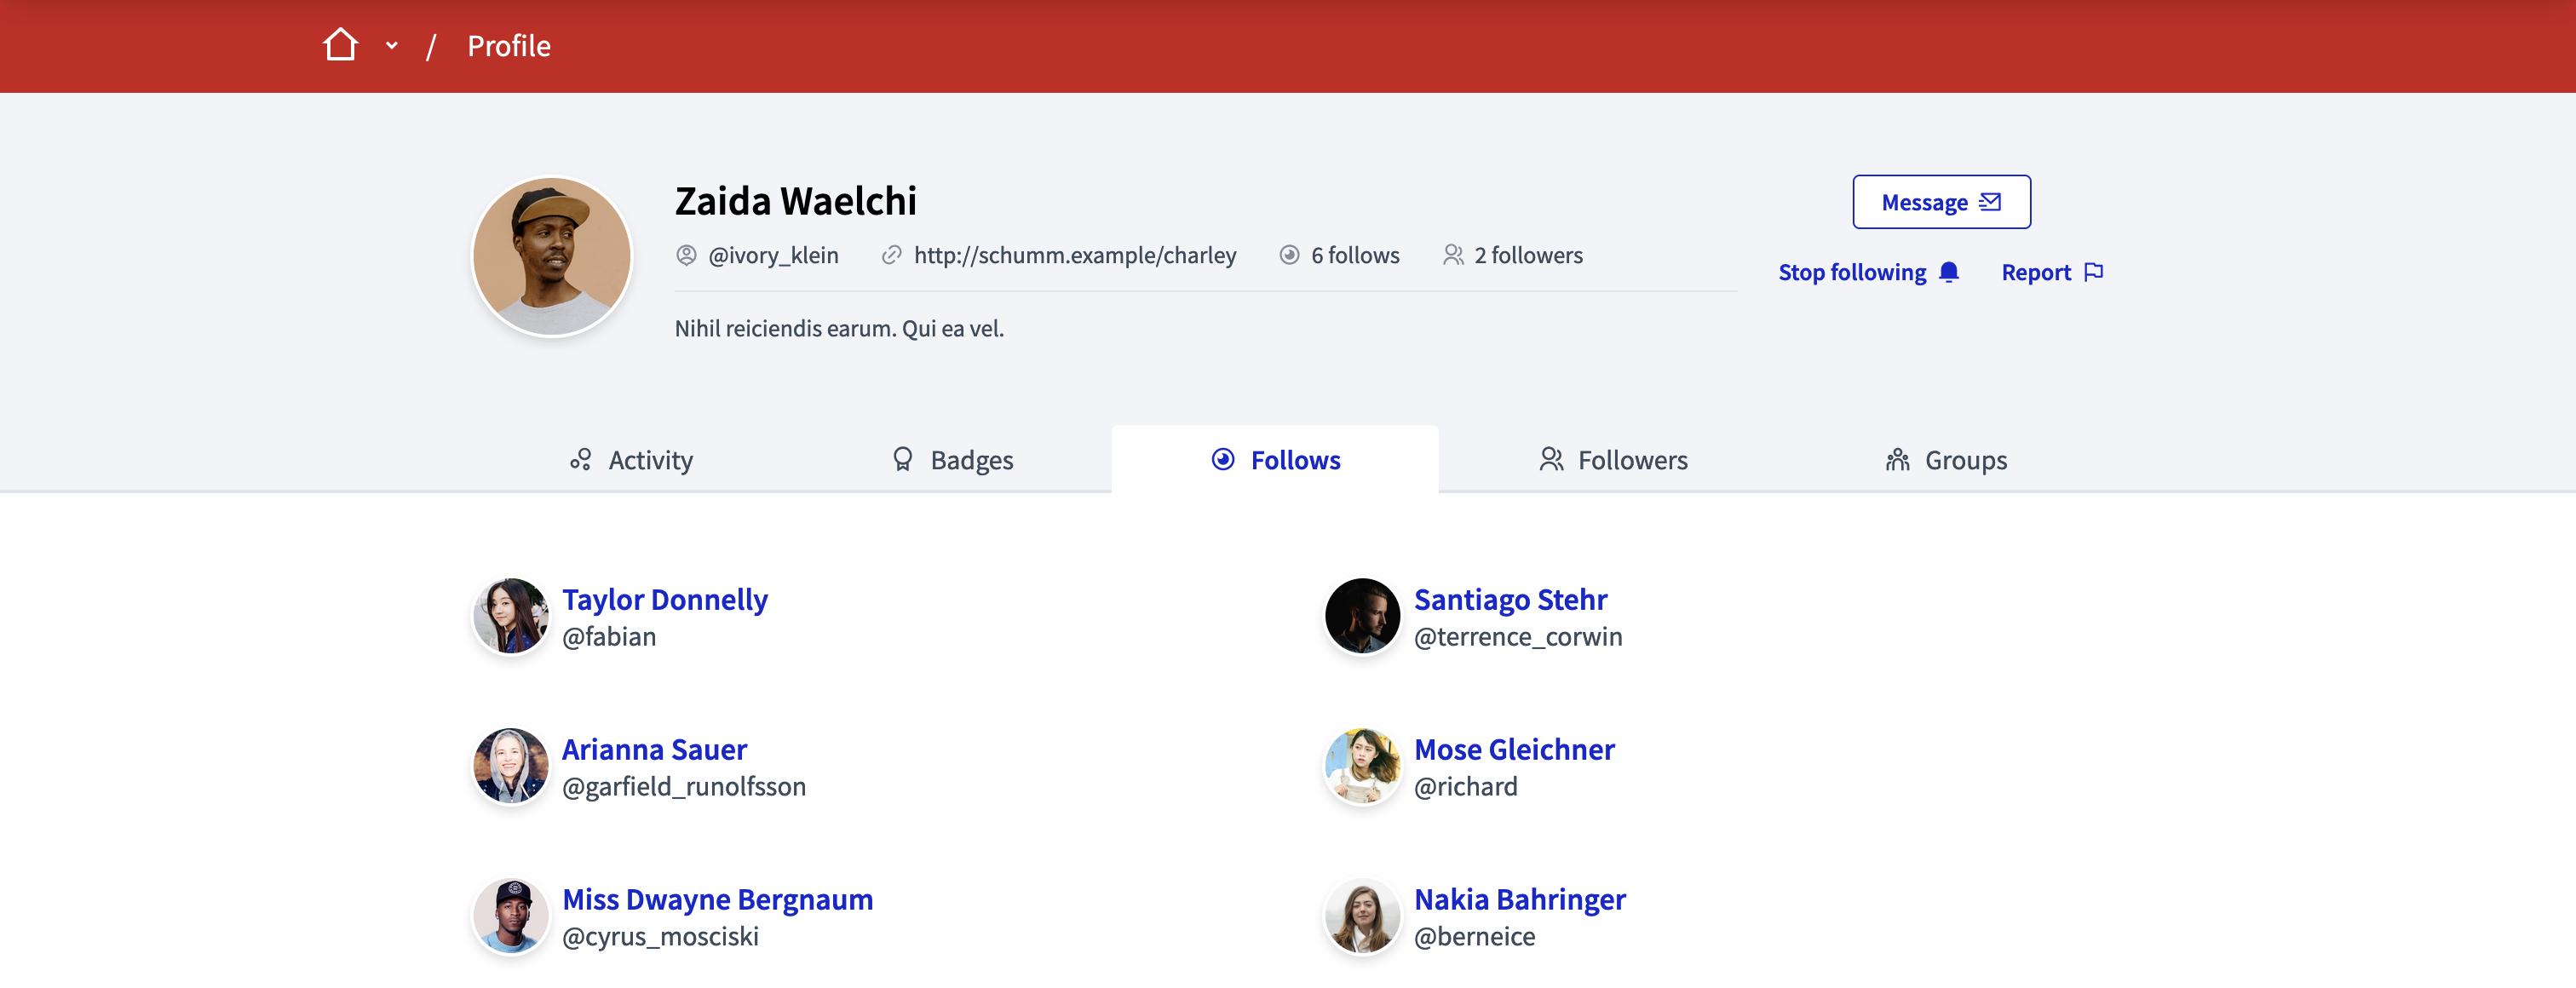 / Profile
Zaida Waelchi
@ivory_klein http://schumm.example/charley 6 follows 2 followers
Nihil reiciendis earum. Qui ea vel.
Message
Stop following Report
Activity Badges Follows Followers Groups
Taylor Donnelly
@fabian
Santiago Stehr
@terrence_corwin
Arianna Sauer
@garfield_runolfsson
Mose Gleichner
@richard
Miss Dwayne Bergnaum
@cyrus_mosciski
Nakia Bahringer
@berneice